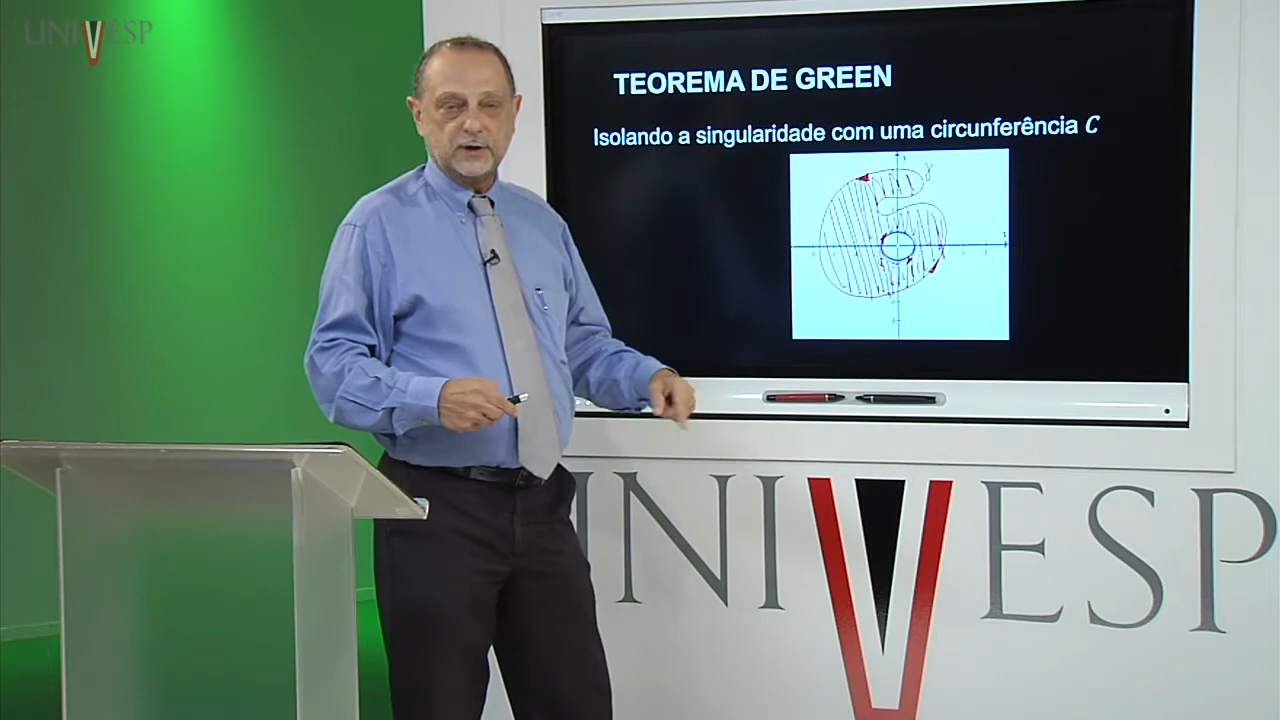 UNIVESP
TEOREMA DE GREEN
Isolando a singularidade com uma circunferência C
γ
UNIVESP